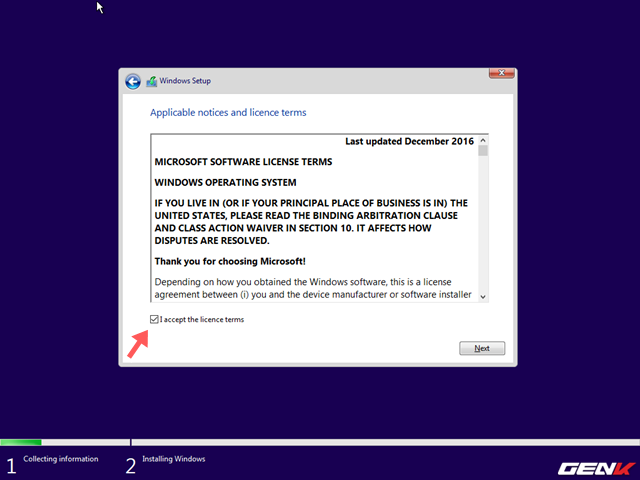 Windows Setup
Applicable notices and licence terms
Last updated December 2016
MICROSOFT SOFTWARE LICENSE TERMS
WINDOWS OPERATING SYSTEM
IF YOU LIVE IN (OR IF YOUR PRINCIPAL PLACE OF BUSINESS IS IN) THE
UNITED STATES, PLEASE READ THE BINDING ARBITRATION CLAUSE
AND CLASS ACTION WAIVER IN SECTION 10. IT AFFECTS HOW
DISPUTES ARE RESOLVED.
Thank you for choosing Microsoft!
Depending on how you obtained the Windows software, this is a license
agreement between (i) you and the device manufacturer or software installer
I accept the licence terms
Next
1 Collecting information
2 Installing Windows
GENK